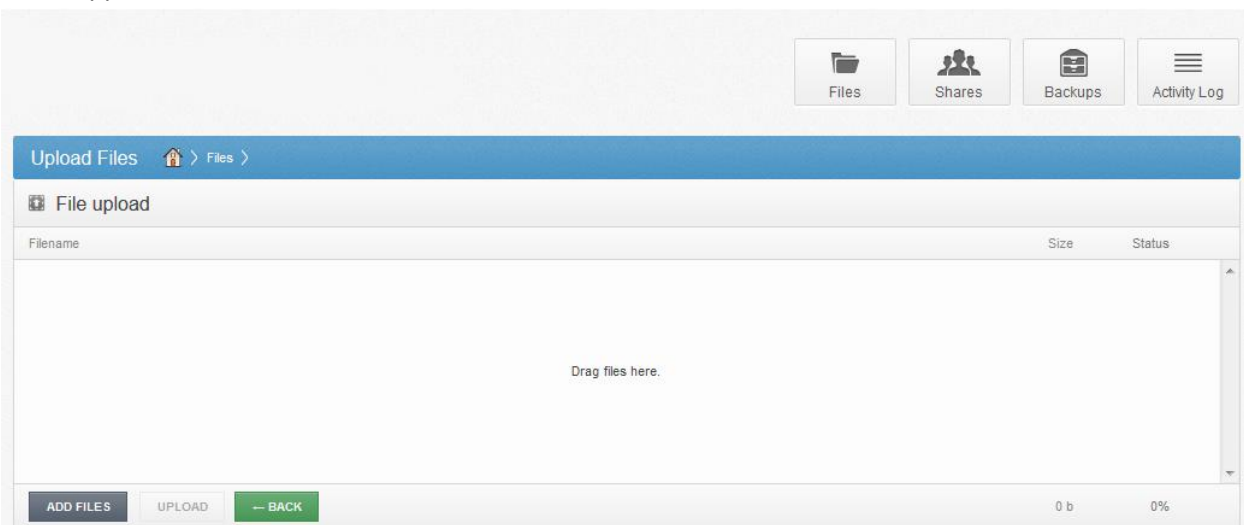 Files Shares Backups Activity Log
Upload Files 〉 Files 〉
File upload
Filename Size Status
Drag files here.
ADD FILES UPLOAD ← BACK 0 b 0%